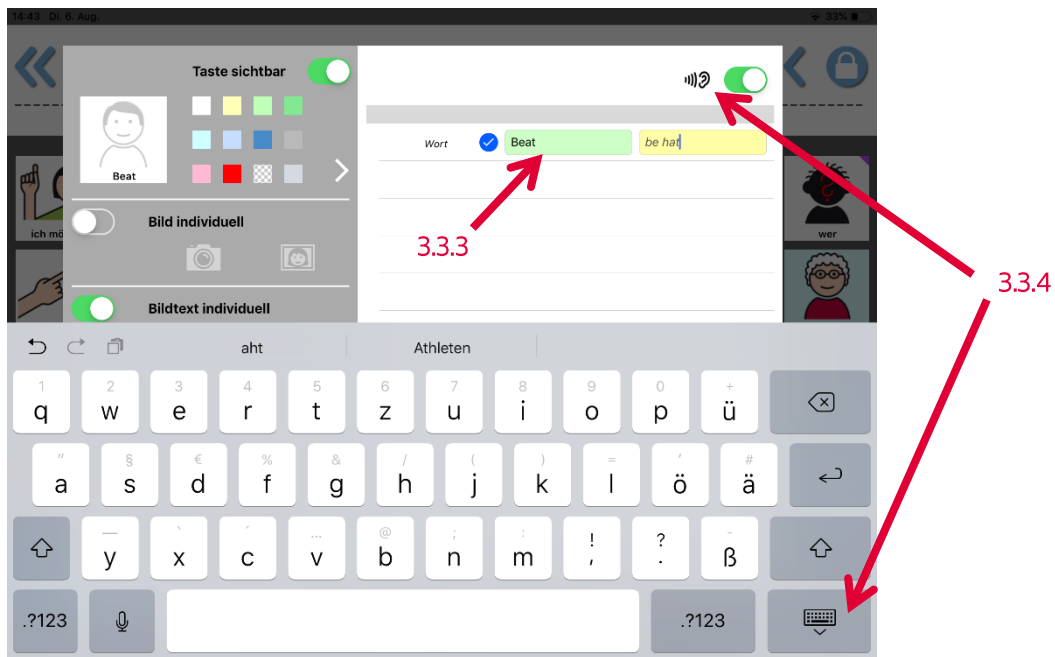 14:43 Di. 6. Aug.
33%
Taste sichtbar
Beat
Wort
Beat
be hat
3.3.3
3.3.4
Bild individuell
Bildtext individuell
ich mö
wer
aht
Athleten
1 2 3 4 5 6 7 8 9 0 +
q w e r t z u i o p ü
" § € % & / ( ) = ' #
a s d f g h j k l ö ä
— ` ´ ... @ ; : ! ? -
y x c v b n m , . ß
.?123
.?123